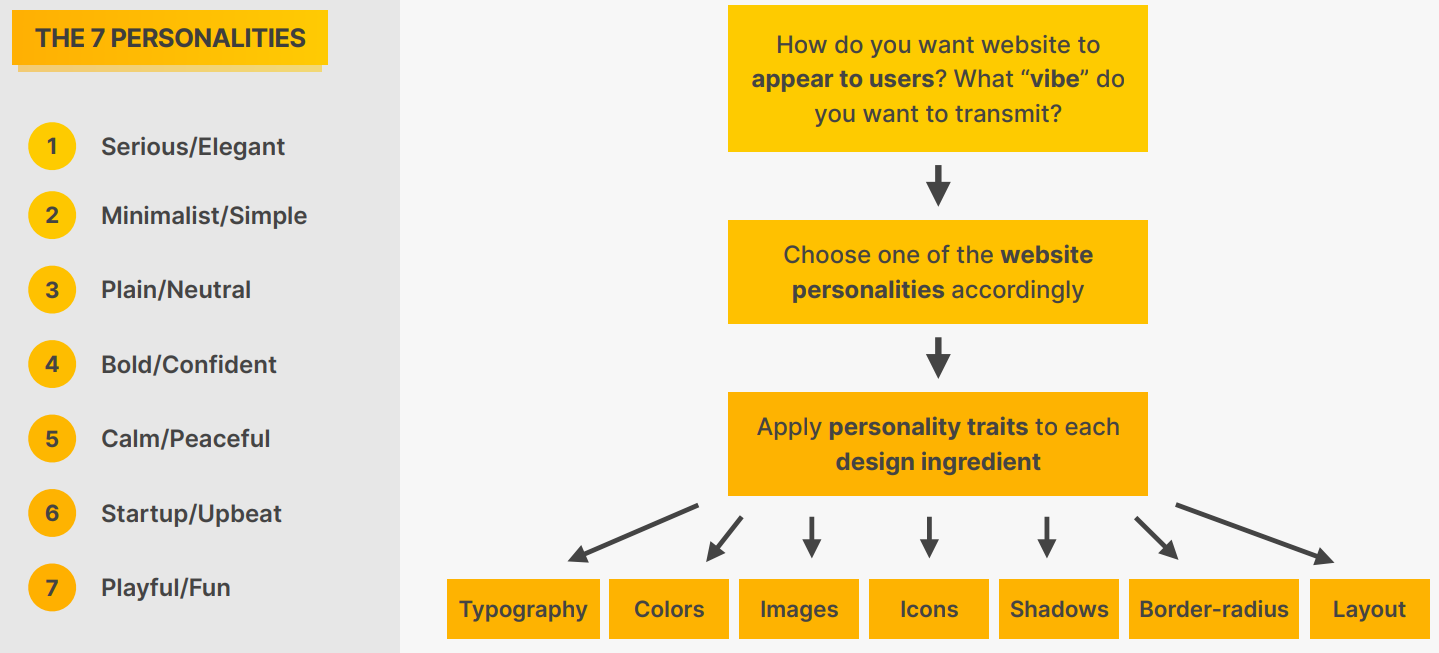 THE 7 PERSONALITIES
1 Serious/Elegant
2 Minimalist/Simple
3 Plain/Neutral
4 Bold/Confident
5 Calm/Peaceful
6 Startup/Upbeat
7 Playful/Fun
How do you want website to
appear to users? What “vibe” do
you want to transmit?
Choose one of the website
personalities accordingly
Apply personality traits to each
design ingredient
Typography Colors Images Icons Shadows Border-radius Layout